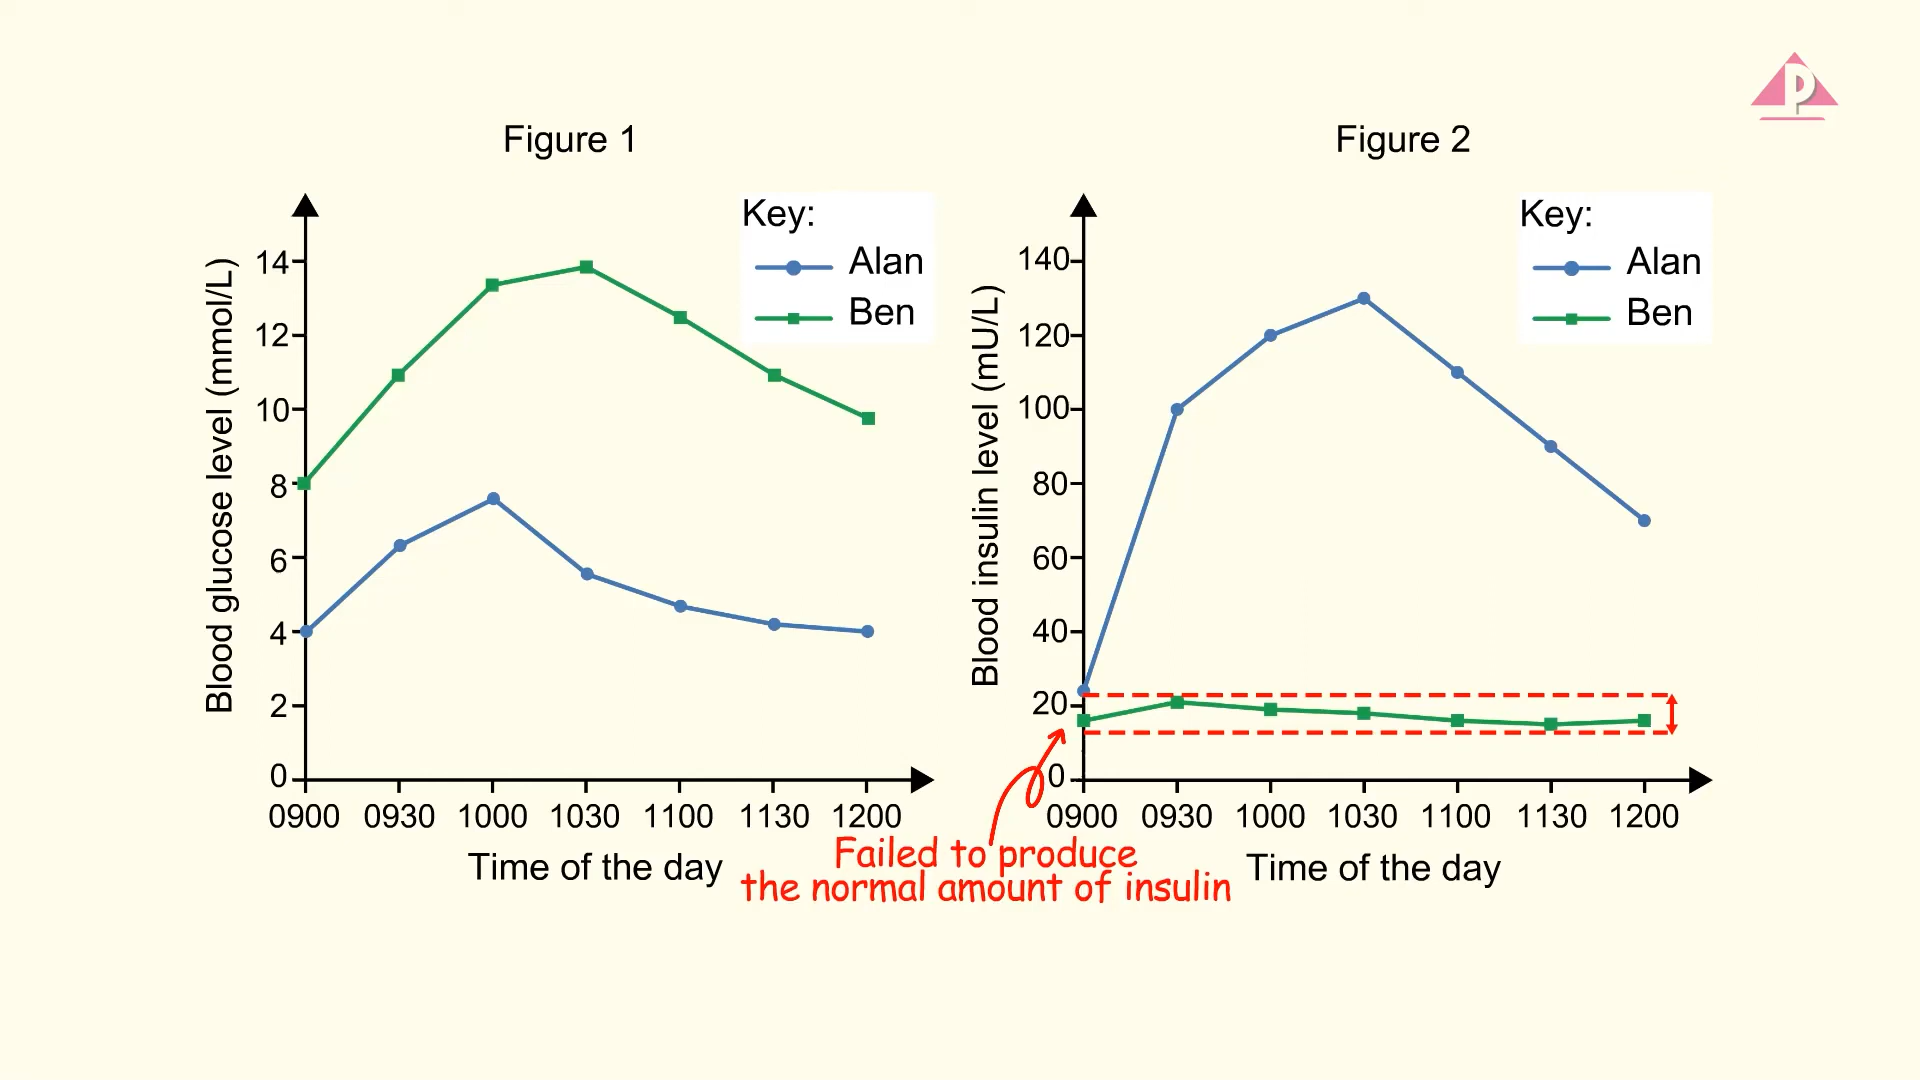 P
Figure 1
Key:
Alan
Ben
Blood glucose level (mmol/L)
14
12
10
8
6
4
2
0
0900 0930 1000 1030 1100 1130 1200
Time of the day
Figure 2
Key:
Alan
Ben
Blood insulin level (mU/L)
140
120
100
80
60
40
20
0
0900 0930 1000 1030 1100 1130 1200
Time of the day
Failed to produce
the normal amount of insulin